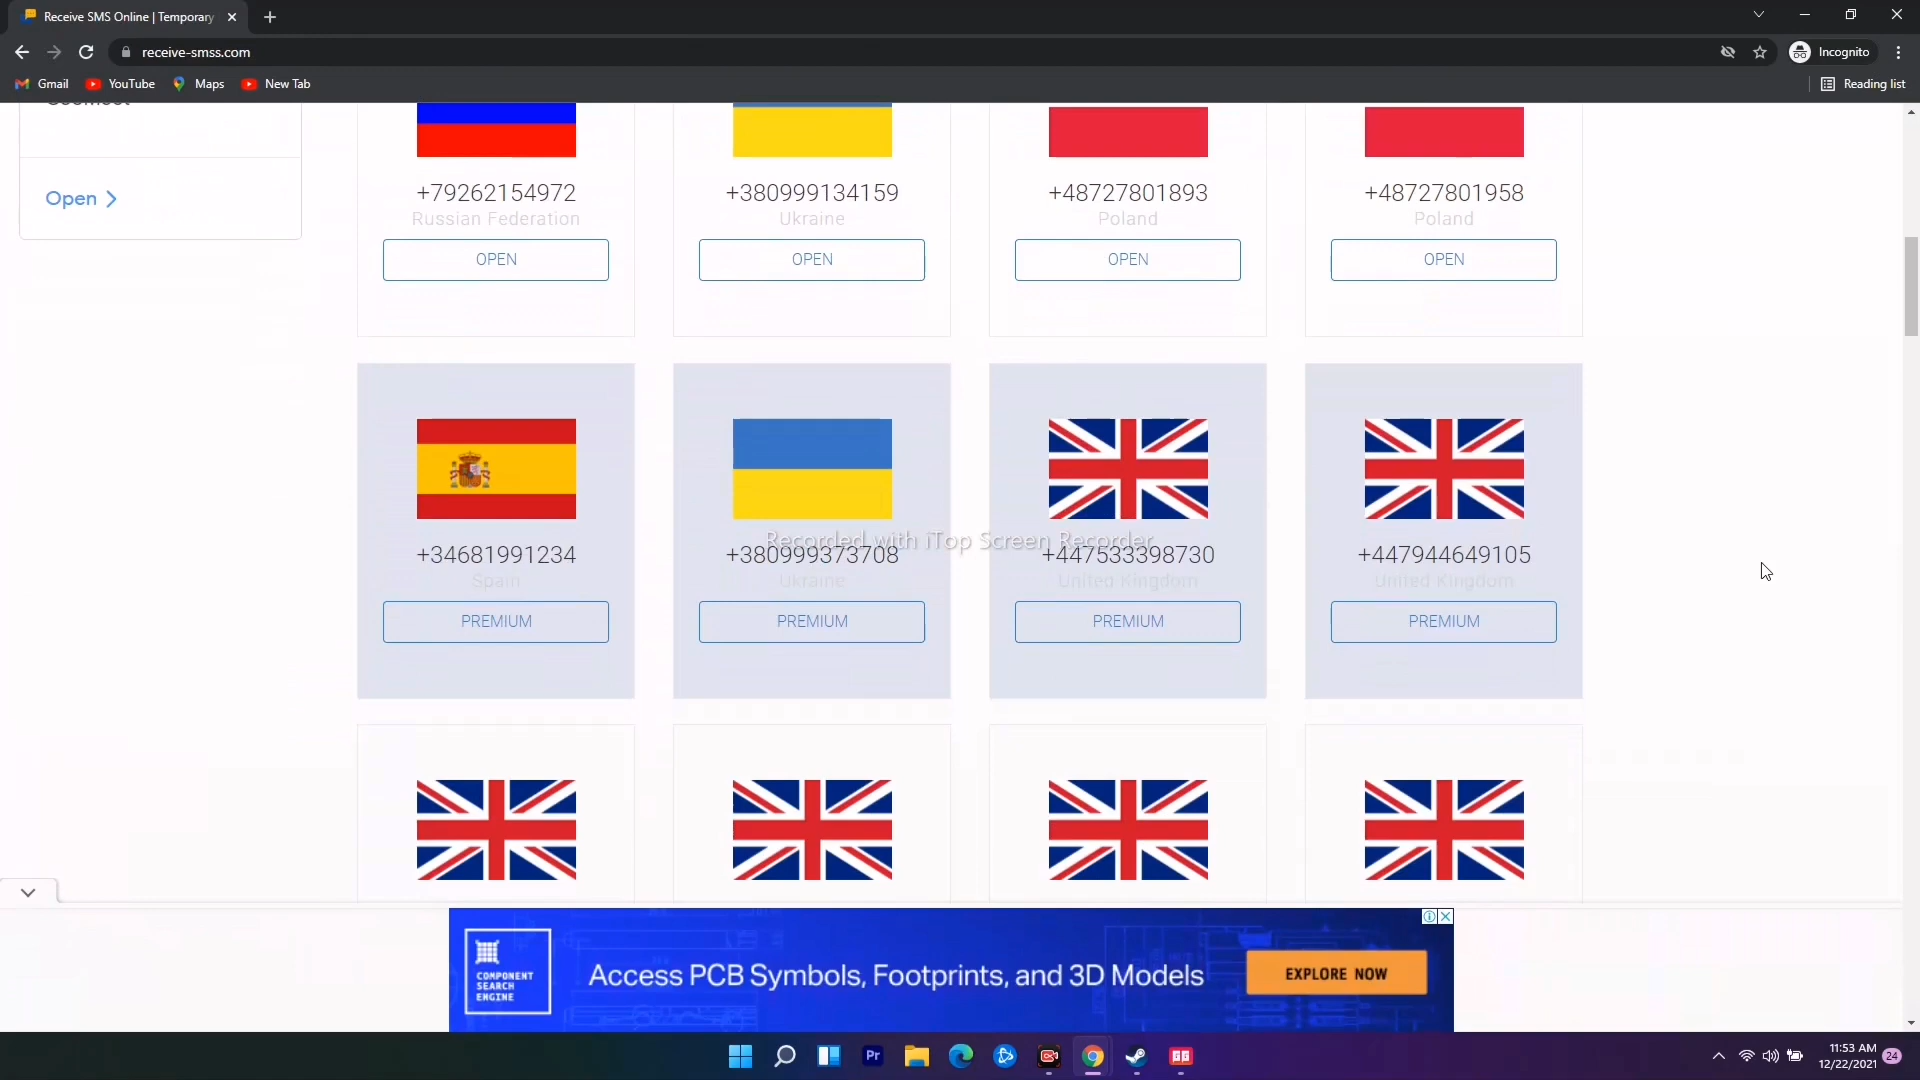 Receive SMS Online | Temporary
receive-smss.com
Incognito
Gmail
YouTube
Maps
New Tab
Reading list
Open
+79262154972
Russian Federation
OPEN
+380999134159
Ukraine
OPEN
+48727801893
Poland
OPEN
+48727801958
Poland
OPEN
Recorded with iTop Screen Recorder
+34681991234
Spain
PREMIUM
+380999373708
Ukraine
PREMIUM
+447533398730
United Kingdom
PREMIUM
+447944649105
United Kingdom
PREMIUM
COMPONENT
SEARCH
ENGINE
Access PCB Symbols, Footprints, and 3D Models
EXPLORE NOW
Pr
11:53 AM
12/22/2021
24